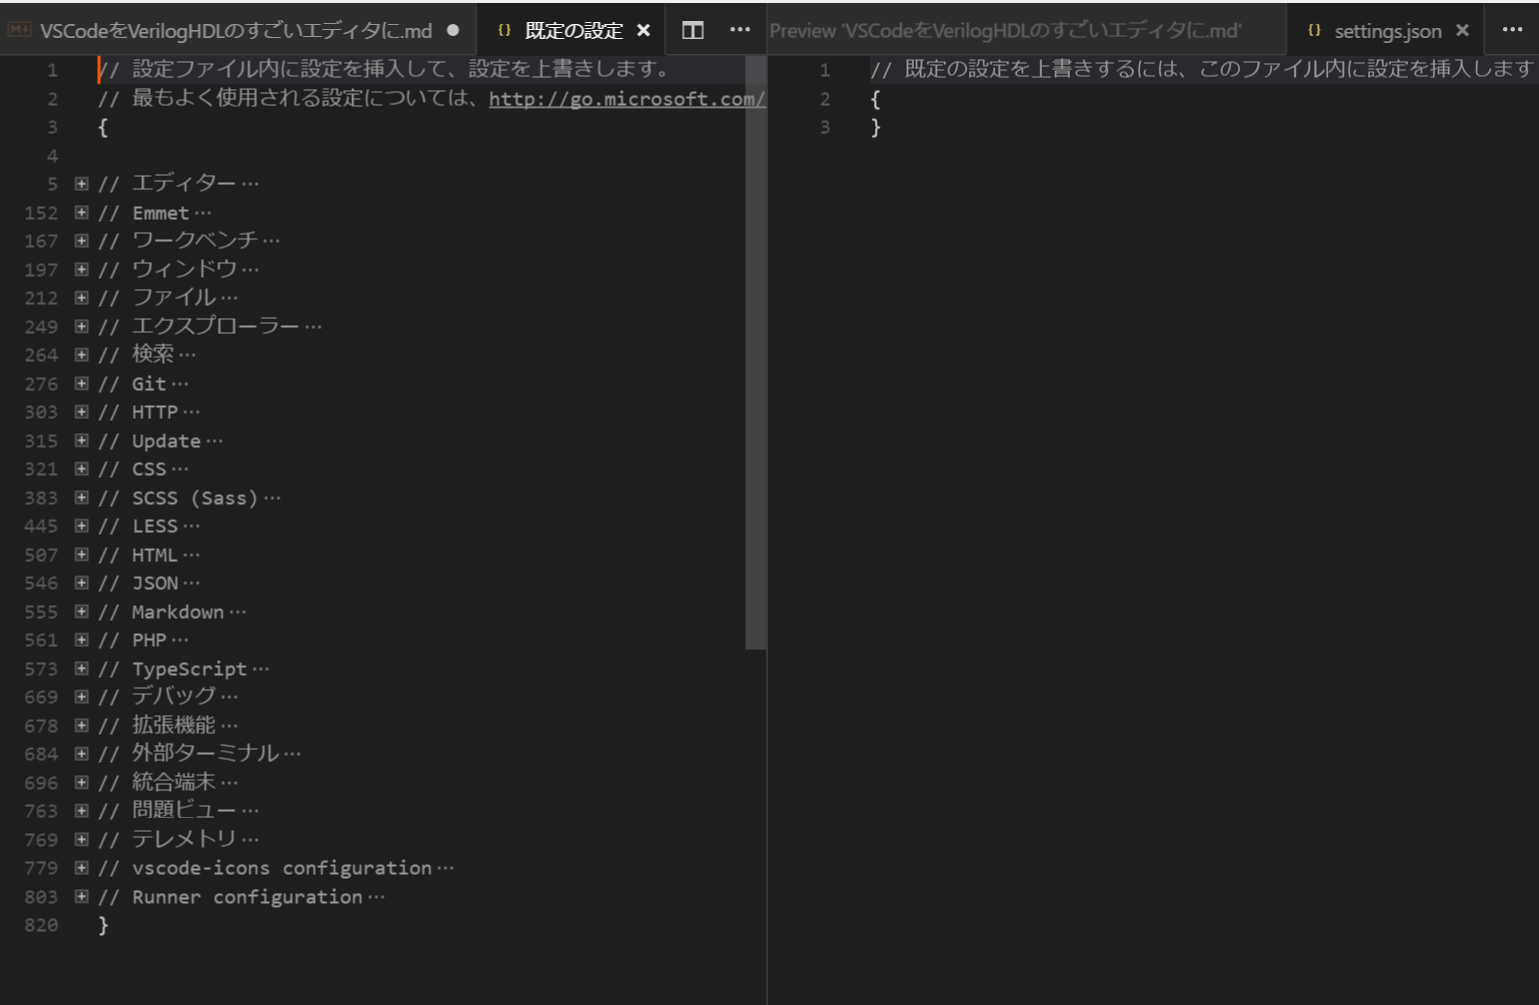 VSCodeをVerilogHDLのすごいエディタに.md ●
{} 既定の設定 ×
…
Preview 'VSCodeをVerilogHDLのすごいエディタに.md'
{} settings.json ×
…
1 // 設定ファイル内に設定を挿入して、設定を上書きします。
2 // 最もよく使用される設定については、http://go.microsoft.com/
3 {
4
5 + // エディター…
152 + // Emmet…
167 + // ワークベンチ…
197 + // ウィンドウ…
212 + // ファイル…
249 + // エクスプローラー…
264 + // 検索…
276 + // Git…
303 + // HTTP…
315 + // Update…
321 + // CSS…
383 + // SCSS (Sass)…
445 + // LESS…
507 + // HTML…
546 + // JSON…
555 + // Markdown…
561 + // PHP…
573 + // TypeScript…
669 + // デバッグ…
678 + // 拡張機能…
684 + // 外部ターミナル…
696 + // 統合端末…
763 + // 問題ビュー…
769 + // テレメトリ…
779 + // vscode-icons configuration…
803 + // Runner configuration…
820 }
1 // 既定の設定を上書きするには、このファイル内に設定を挿入します
2 {
3 }